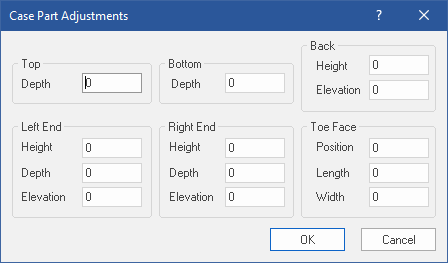 Case Part Adjustments ?
Top
Depth 0
Bottom
Depth 0
Back
Height 0
Elevation 0
Left End
Height 0
Depth 0
Elevation 0
Right End
Height 0
Depth 0
Elevation 0
Toe Face
Position 0
Length 0
Width 0
OK Cancel